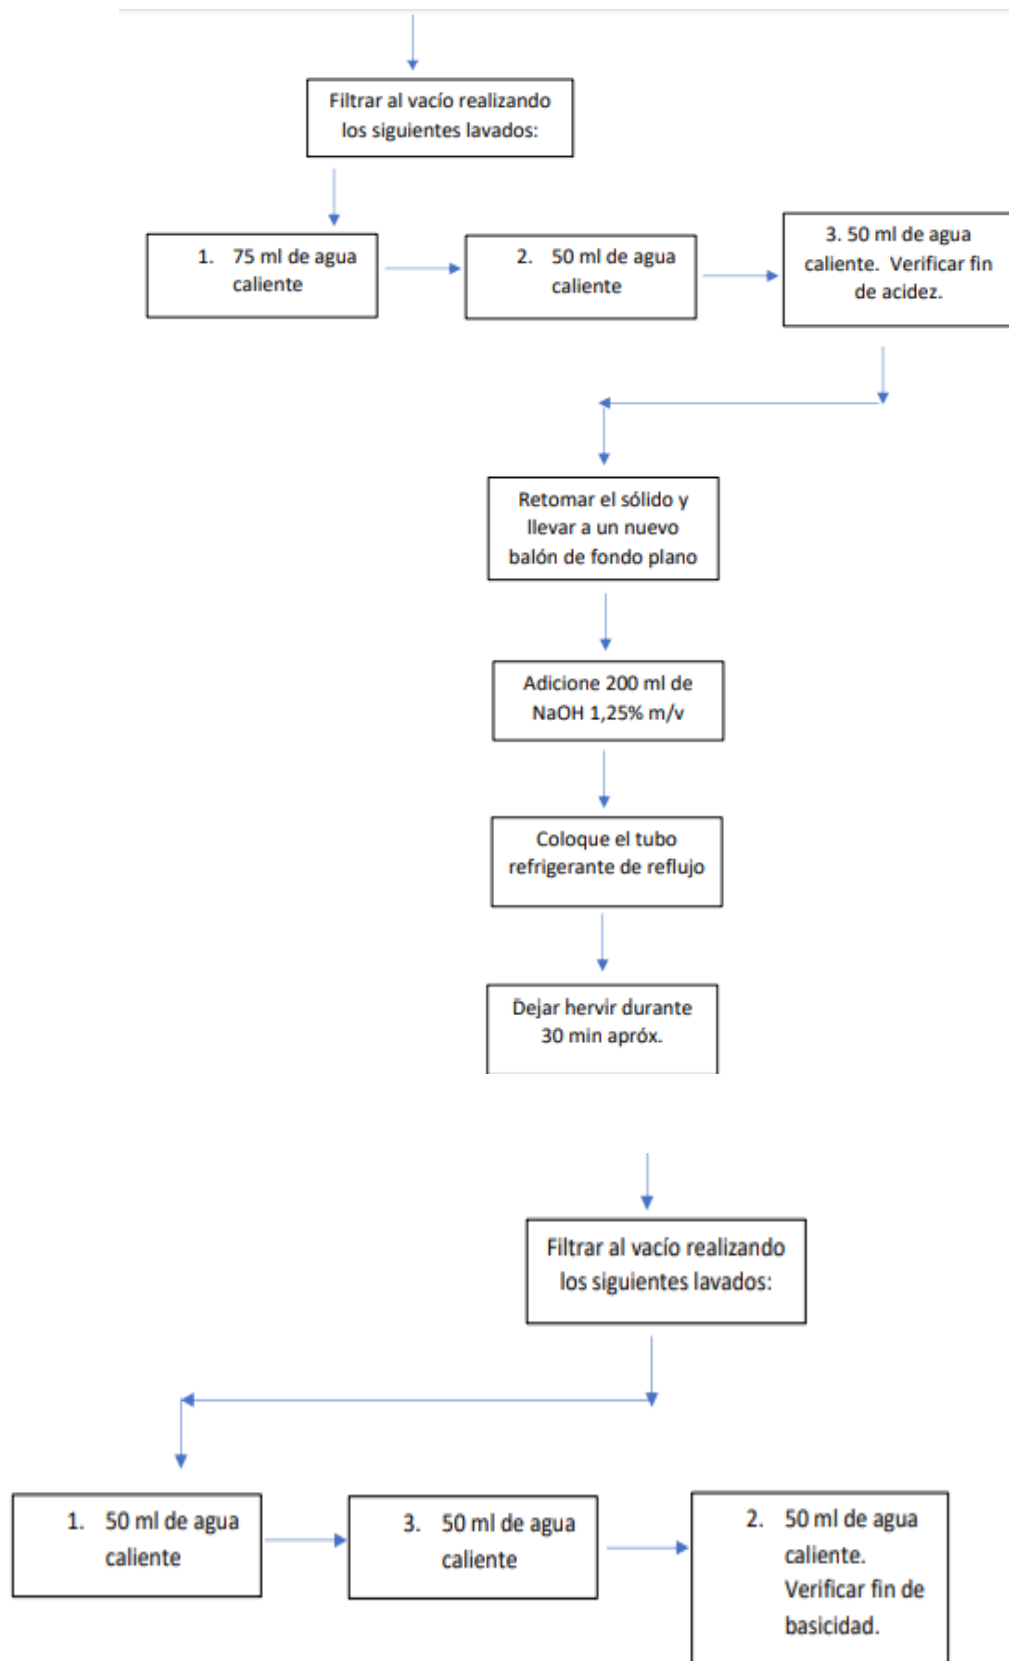 Filtrar al vacío realizando
los siguientes lavados:
1. 75 ml de agua
caliente
2. 50 ml de agua
caliente
3. 50 ml de agua
caliente. Verificar fin
de acidez.
Retomar el sólido y
llevar a un nuevo
balón de fondo plano
Adicione 200 ml de
NaOH 1,25% m/v
Coloque el tubo
refrigerante de reflujo
Dejar hervir durante
30 min apróx.
Filtrar al vacío realizando
los siguientes lavados:
1. 50 ml de agua
caliente
3. 50 ml de agua
caliente
2. 50 ml de agua
caliente.
Verificar fin de
basicidad.